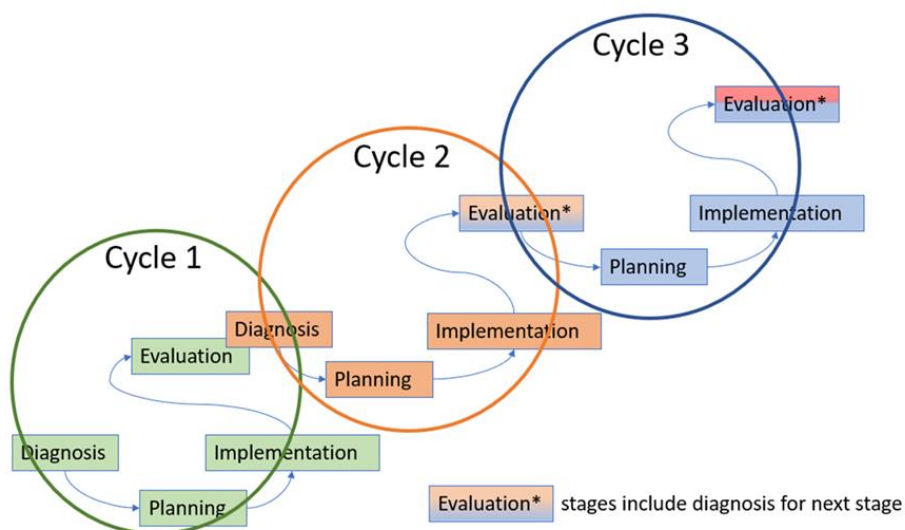 Cycle 3
Evaluation*
Cycle 2
Evaluation*
Implementation
Planning
Cycle 1
Diagnosis
Implementation
Evaluation
Planning
Diagnosis
Implementation
Planning
Evaluation* stages include diagnosis for next stage